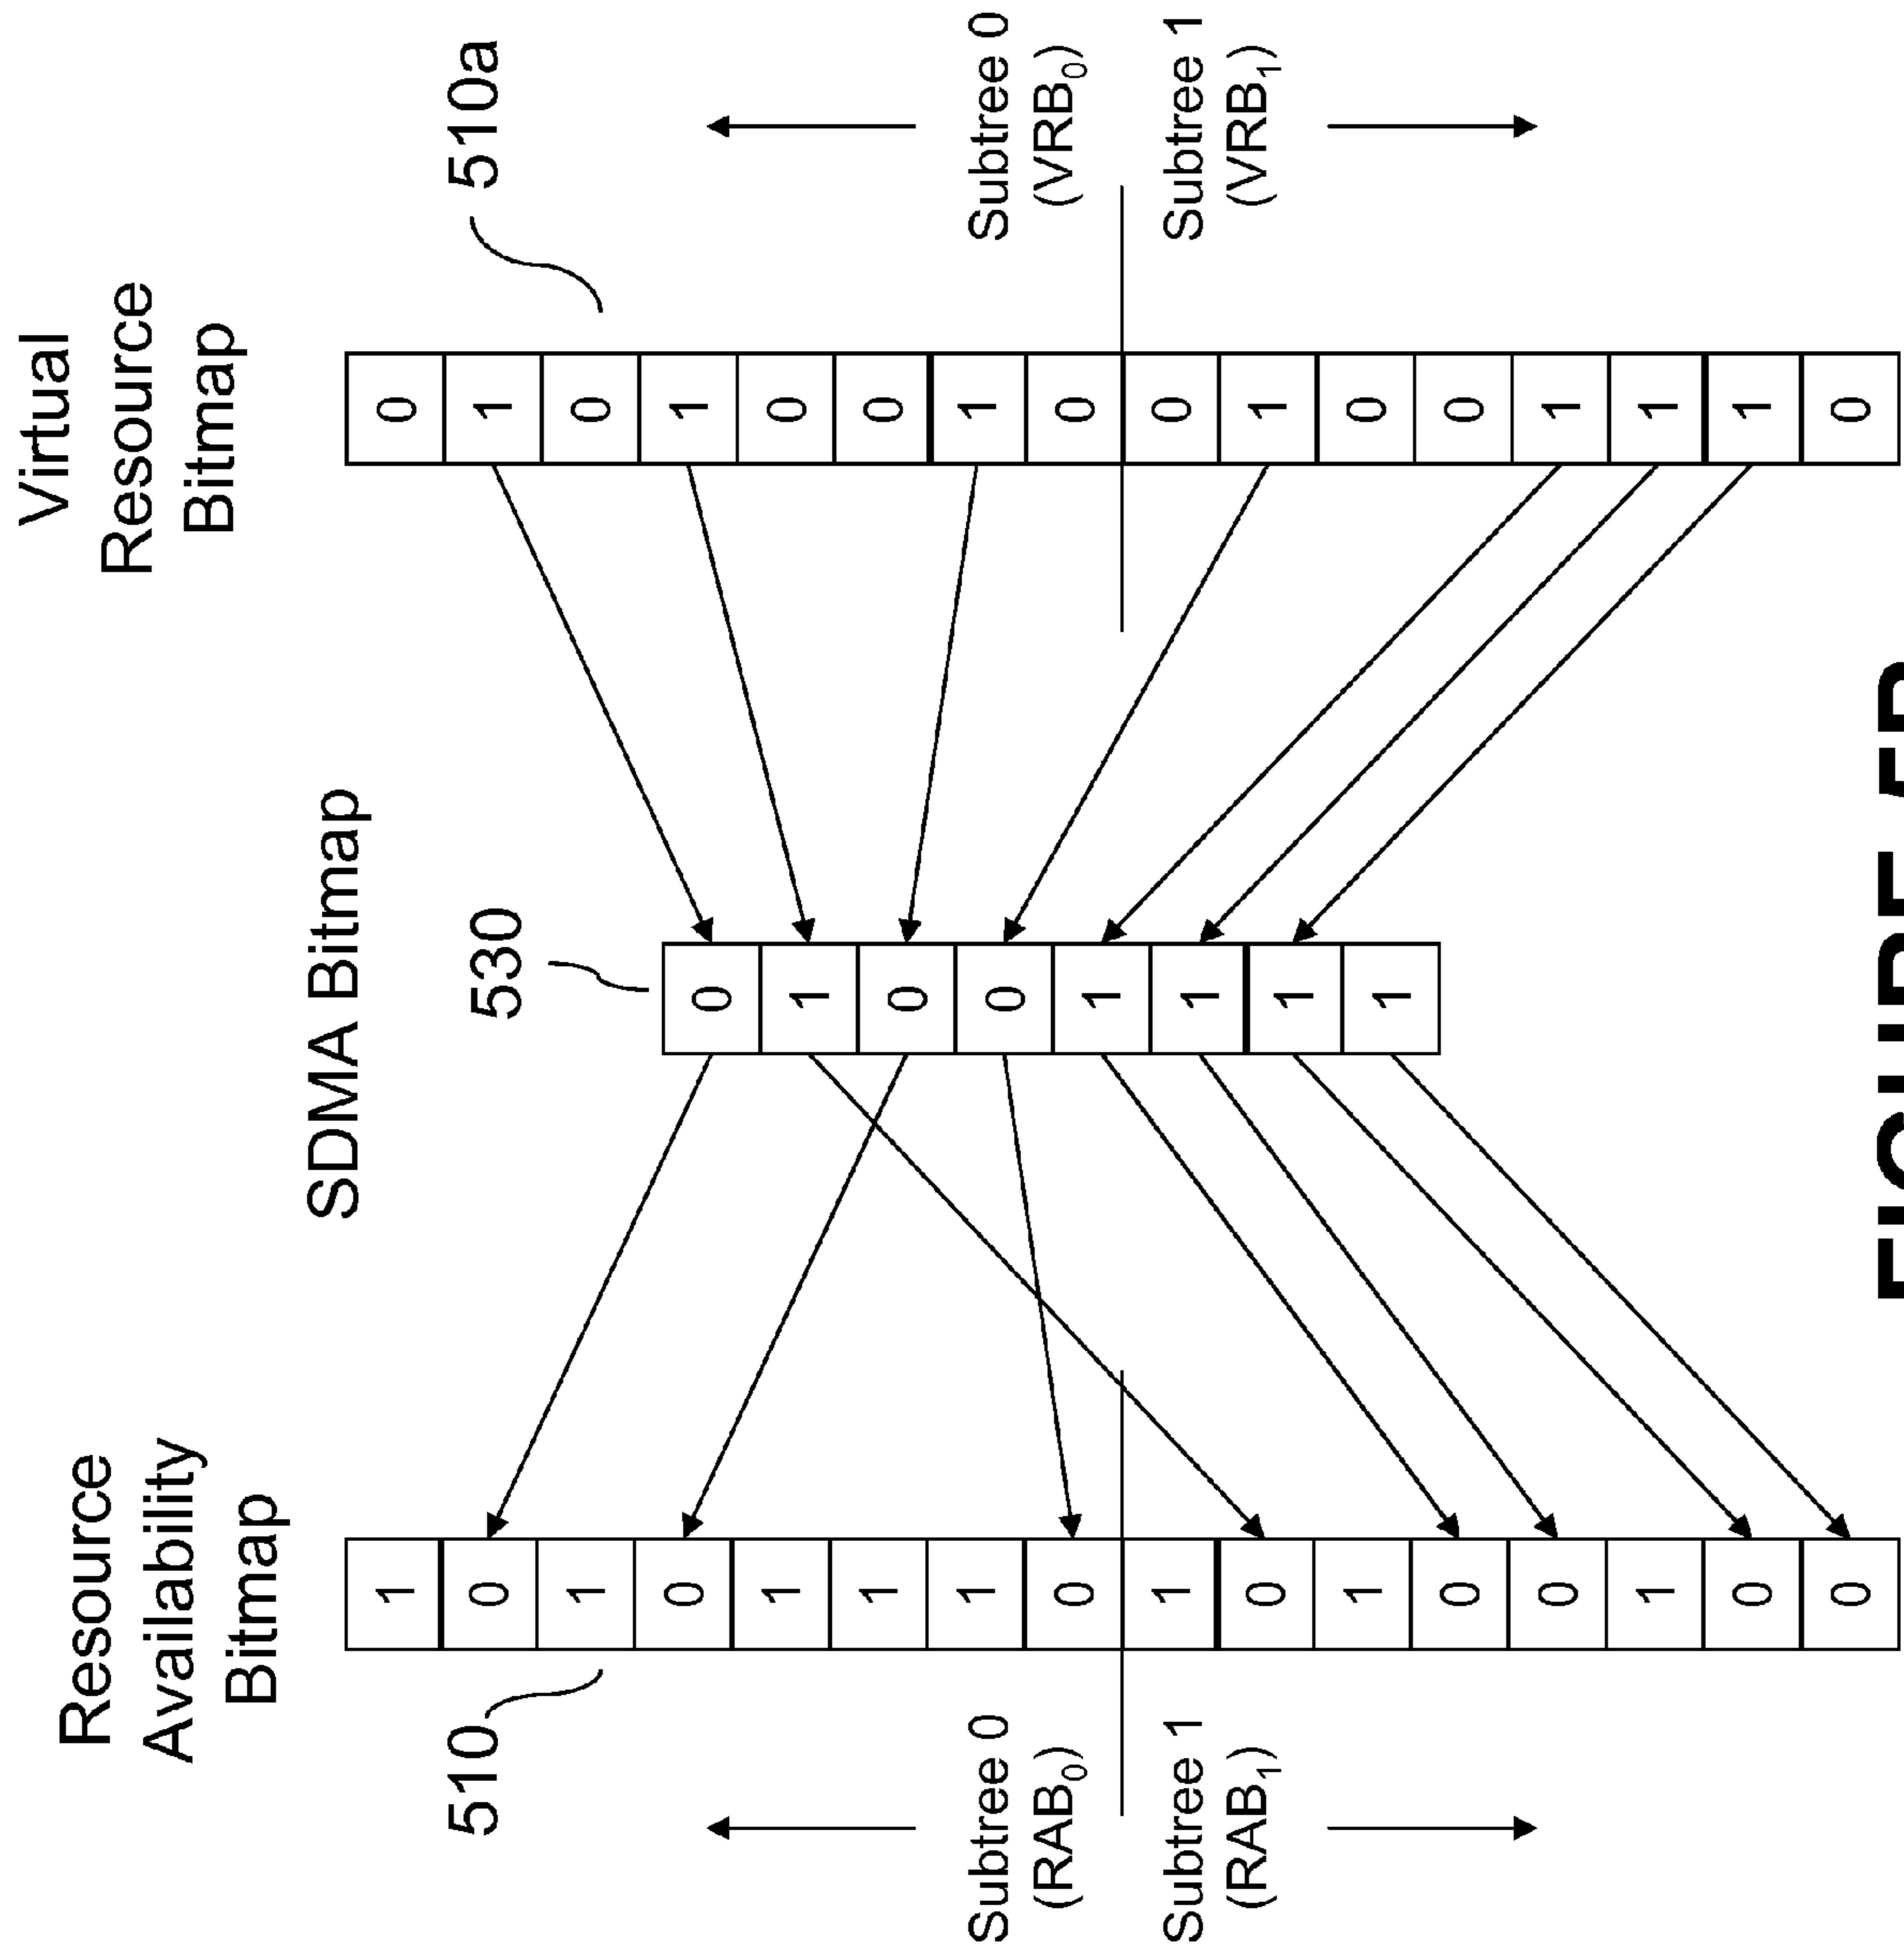 Resource
Availability
Bitmap
SDMA Bitmap
Virtual
Resource
Bitmap
510
530
510a
1
0
1
0
1
1
1
0
1
0
1
0
0
1
0
0
0
1
0
0
1
1
1
1
0
1
0
1
0
0
1
0
0
1
0
0
1
1
1
0
Subtree 0
(RAB₀)
Subtree 1
(RAB₁)
Subtree 0
(VRB₀)
Subtree 1
(VRB₁)
FIGURE